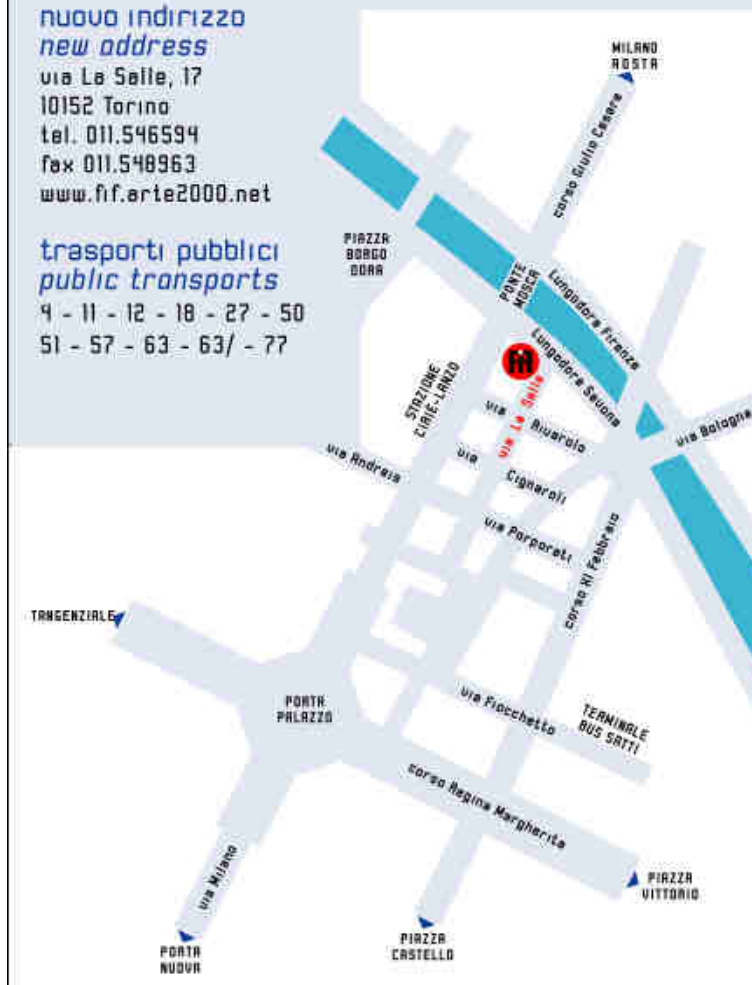 nuovo indirizzo
new address
via La Salle, 17
10152 Torino
tel. 011.546594
fax 011.548963
www.fif.arte2000.net
trasporti pubblici
public transports
4 - 11 - 12 - 18 - 27 - 50
51 - 57 - 63 - 63/ - 77
MILANO
AOSTA
corso Giulio Cesare
PIAZZA
BORGO
DORA
PONTE
MOSCA
Lungodora Firenze
Lungodora Savona
STAZIONE
CIRIE-LANZO
via La Salle
via Rivarolo
via Bologna
via Andreis
via Cignaroli
via Porporati
corso XI Febbraio
TANGENZIALE
PORTA
PALAZZO
via Fiocchetto
TERMINALE
BUS SATTI
corso Regina Margherita
via Milano
PIAZZA
VITTORIO
PORTA
NUOVA
PIAZZA
CASTELLO